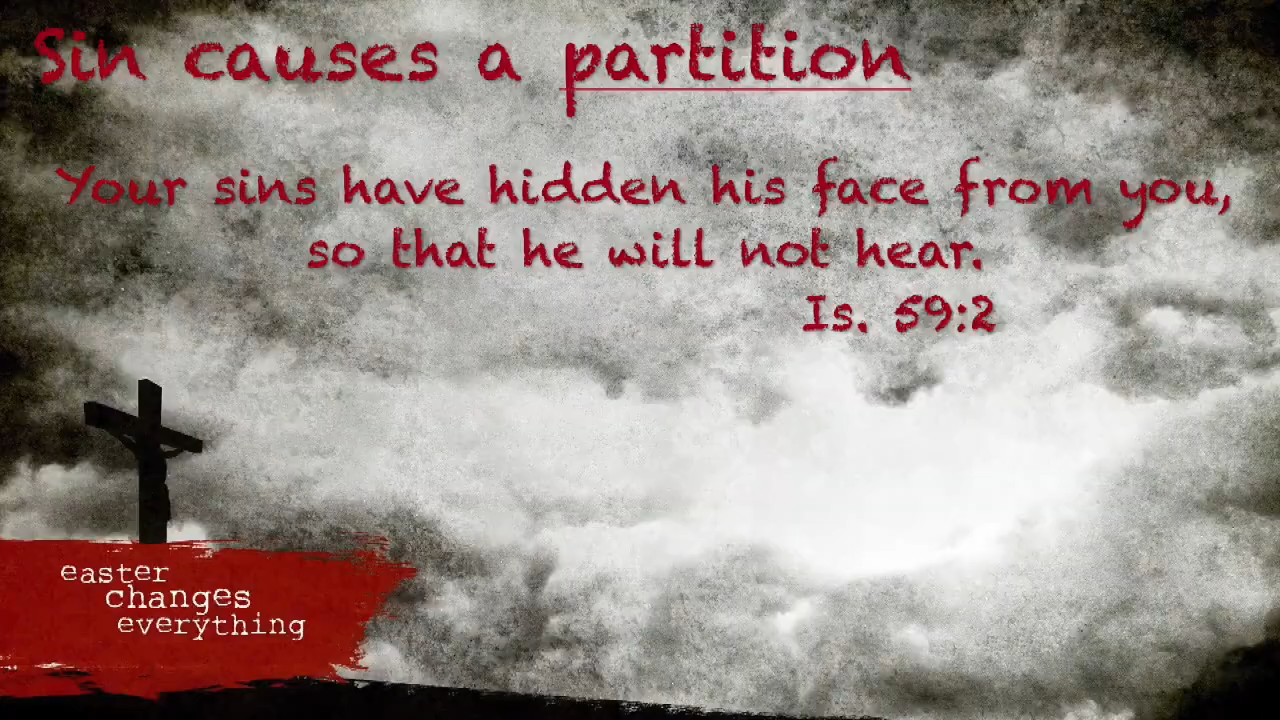 Sin causes a partition
Your sins have hidden his face from you,
so that he will not hear.
Is. 59:2
easter
changes
everything